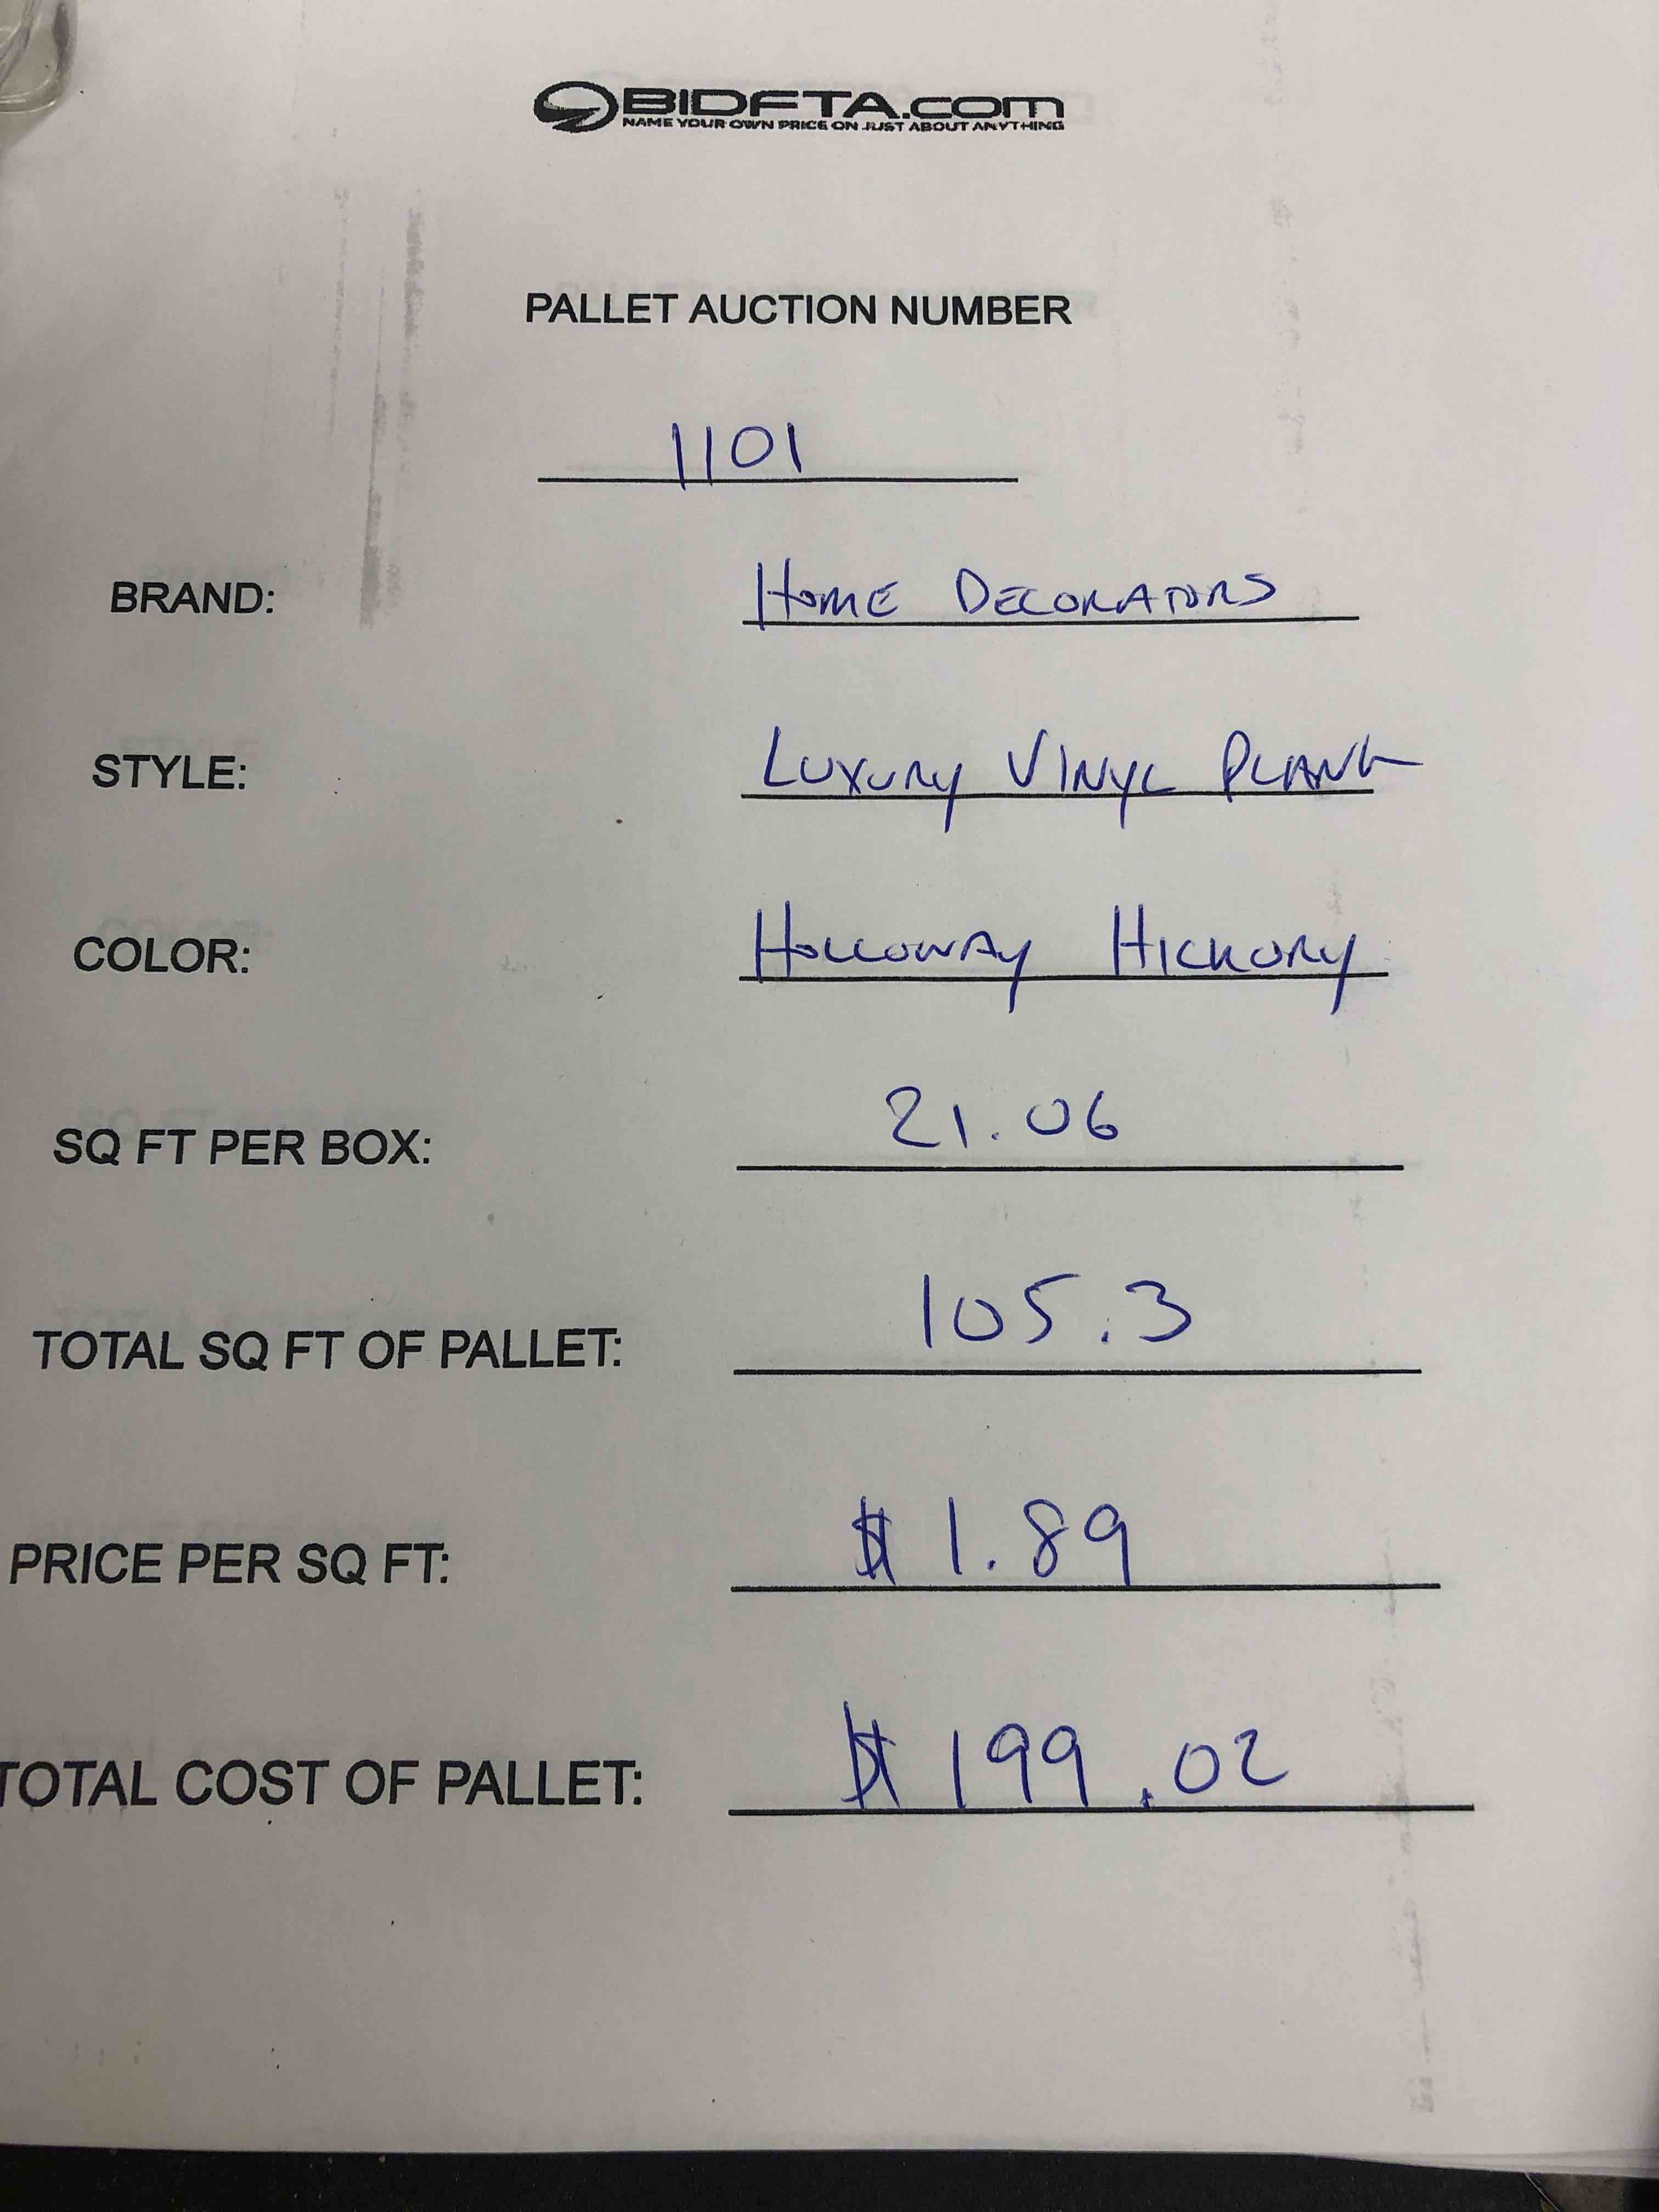 BIDFTA.com
NAME YOUR OWN PRICE ON JUST ABOUT ANYTHING
PALLET AUCTION NUMBER
1101
BRAND: HOME DECORATORS
STYLE: LUXURY VINYL PLANK
COLOR: HOLLOWAY HICKORY
SQ FT PER BOX: 21.06
TOTAL SQ FT OF PALLET: 105.3
PRICE PER SQ FT: $1.89
TOTAL COST OF PALLET: $199.02